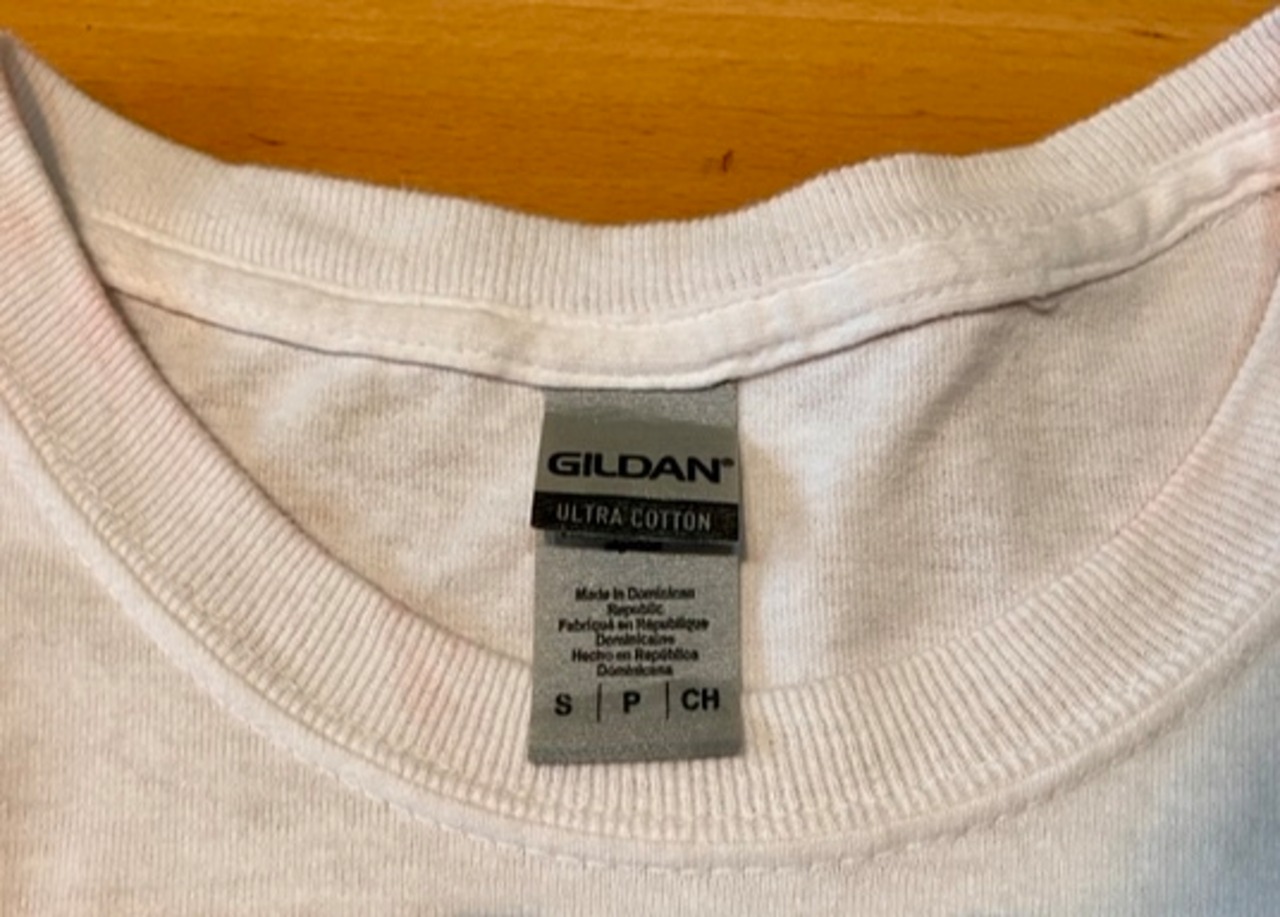 GILDAN®
ULTRA COTTON
Made in Dominican
Republic
Fabriqué en République
Dominicaine
Hecho en República
Dominicana
S | P | CH